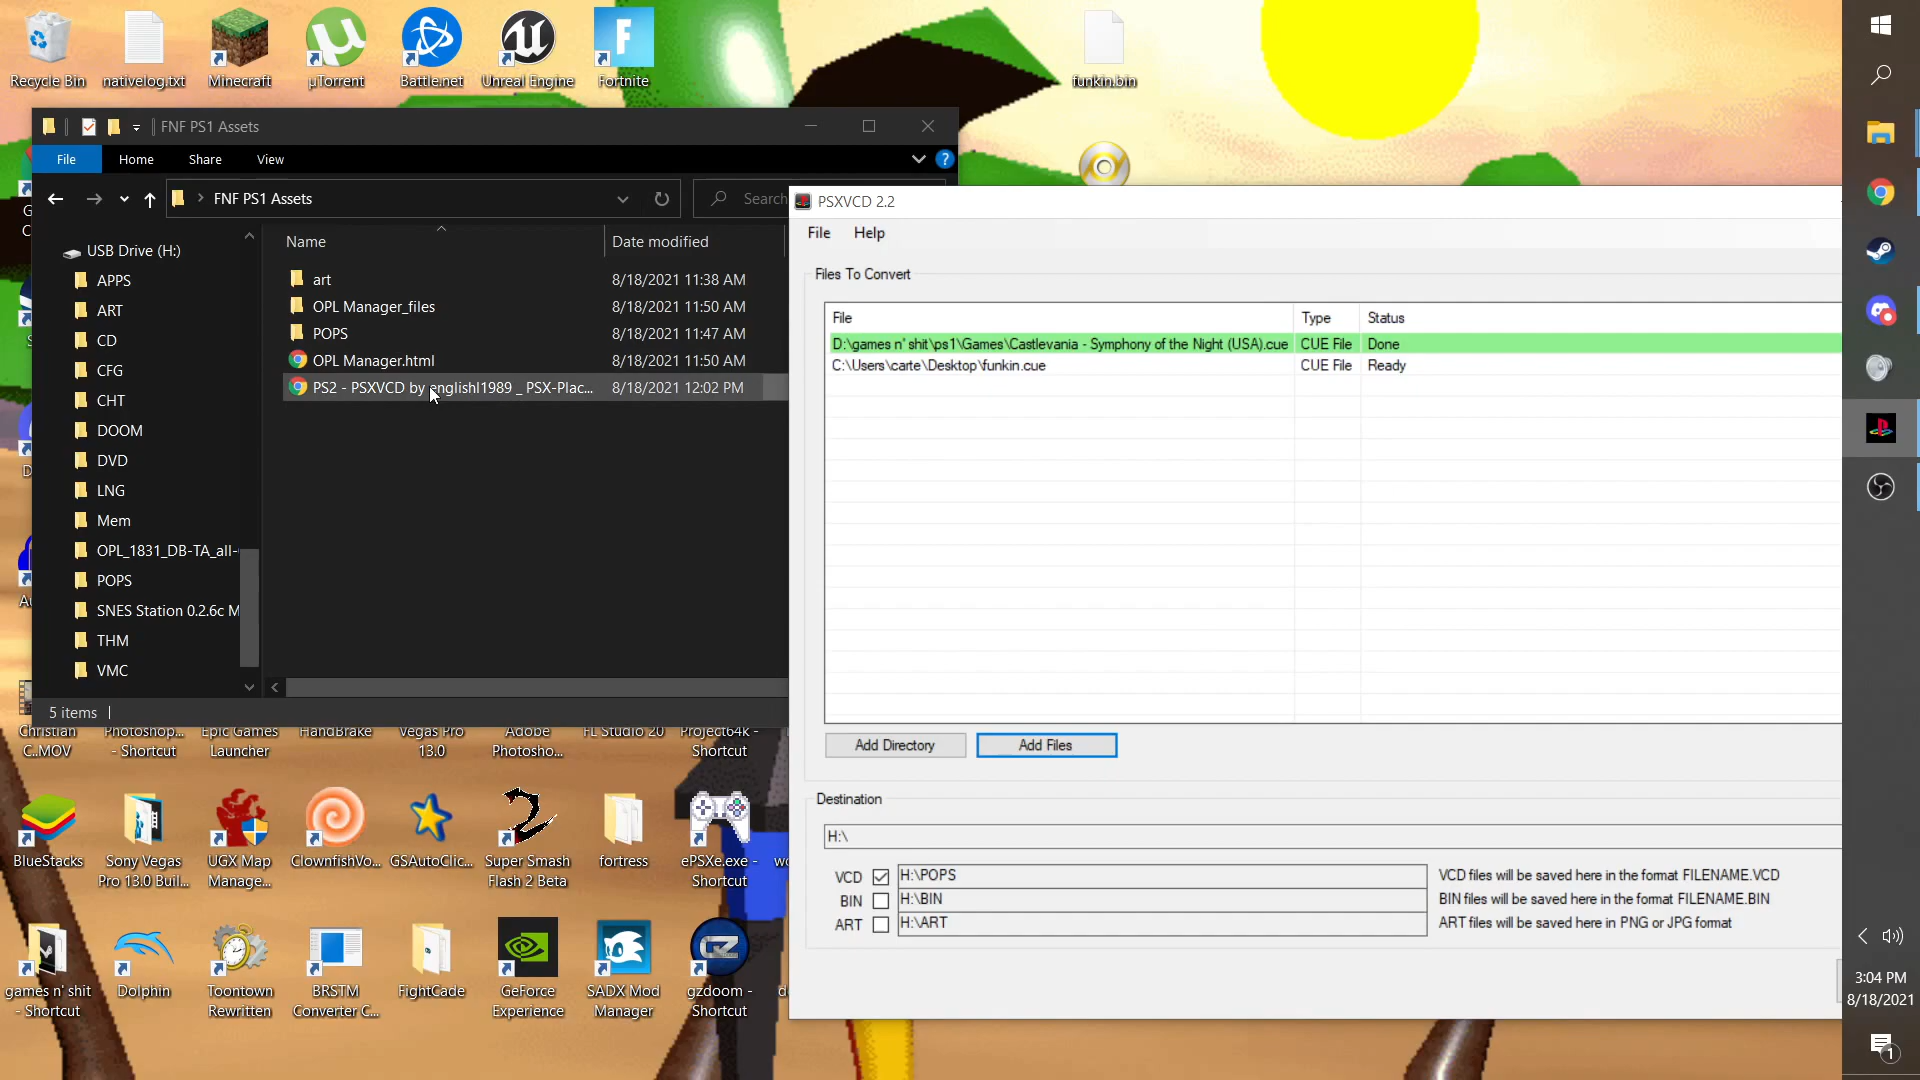 Recycle Bin
nativelog.txt
Minecraft
µTorrent
Battle.net
Unreal Engine
Fortnite
funkin.bin
FNF PS1 Assets
File
Home
Share
View
FNF PS1 Assets
Search
USB Drive (H:)
APPS
ART
CD
CFG
CHT
DOOM
DVD
LNG
Mem
OPL_1831_DB-TA_all-
POPS
SNES Station 0.2.6c M
THM
VMC
Name
Date modified
art
8/18/2021 11:38 AM
OPL Manager_files
8/18/2021 11:50 AM
POPS
8/18/2021 11:47 AM
OPL Manager.html
8/18/2021 11:50 AM
PS2 - PSXVCD by englishl1989 _ PSX-Plac...
8/18/2021 12:02 PM
5 items
PSXVCD 2.2
File
Help
Files To Convert
File
Type
Status
D:\games n' shit\ps1\Games\Castlevania - Symphony of the Night (USA).cue
CUE File
Done
C:\Users\carte\Desktop\funkin.cue
CUE File
Ready
Add Directory
Add Files
Destination
H:\
VCD
H:\POPS
VCD files will be saved here in the format FILENAME.VCD
BIN
H:\BIN
BIN files will be saved here in the format FILENAME.BIN
ART
H:\ART
ART files will be saved here in PNG or JPG format
Christian
C...MOV
Photoshop...
- Shortcut
Epic Games
Launcher
HandBrake
Vegas Pro
13.0
Adobe
Photosho...
FL Studio 20
Project64k -
Shortcut
BlueStacks
Sony Vegas
Pro 13.0 Buil...
UGX Map
Manage...
ClownfishVo...
GSAutoClic...
Super Smash
Flash 2 Beta
fortress
ePSXe.exe -
Shortcut
games n' shit
- Shortcut
Dolphin
Toontown
Rewritten
BRSTM
Converter C...
FightCade
GeForce
Experience
SADX Mod
Manager
gzdoom -
Shortcut
3:04 PM
8/18/2021
1